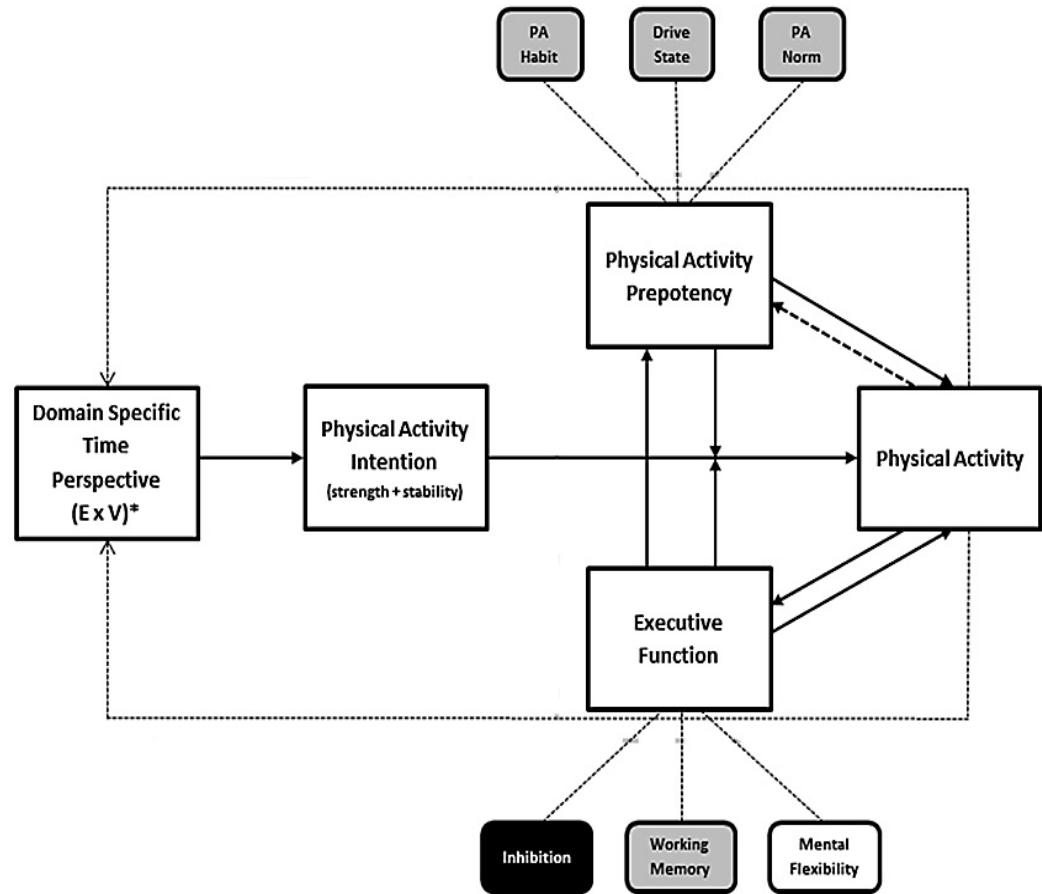 PA
Habit
Drive
State
PA
Norm
Physical Activity
Prepotency
Domain Specific
Time
Perspective
(E x V)*
Physical Activity
Intention
(strength + stability)
Physical Activity
Executive
Function
Inhibition
Working
Memory
Mental
Flexibility